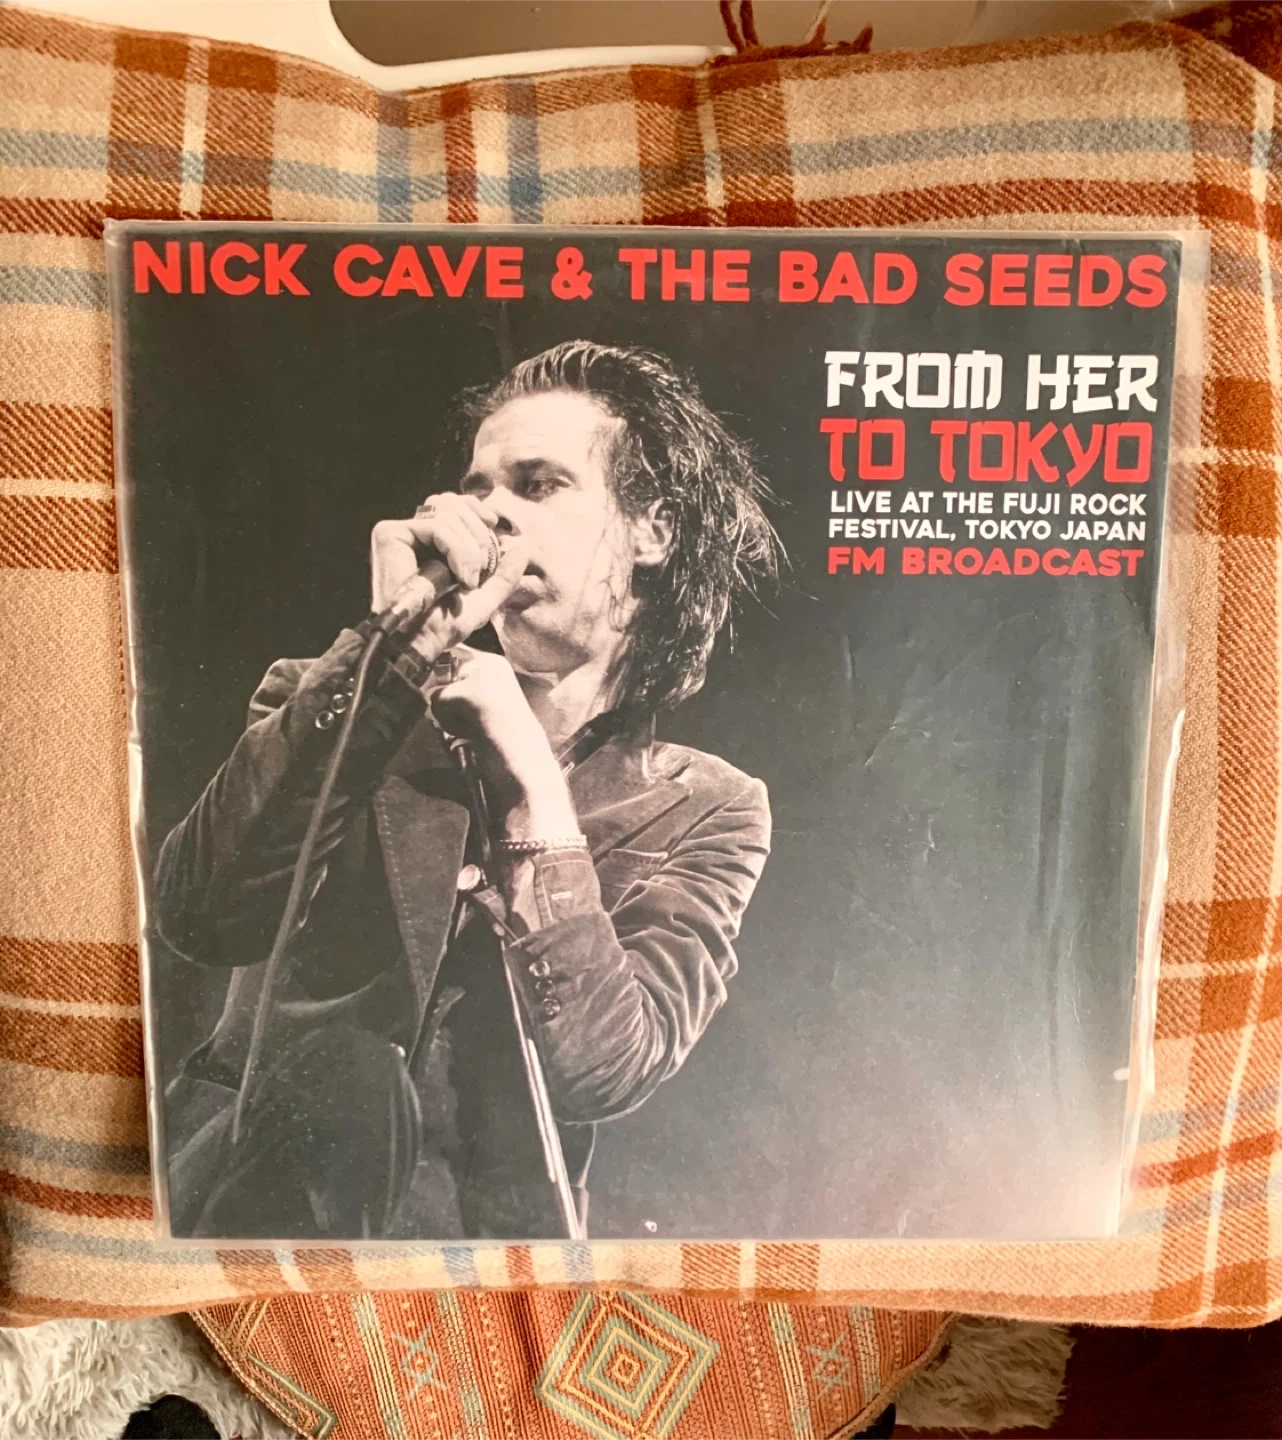 NICK CAVE & THE BAD SEEDS
FROM HER
TO TOKYO
LIVE AT THE FUJI ROCK
FESTIVAL, TOKYO JAPAN
FM BROADCAST